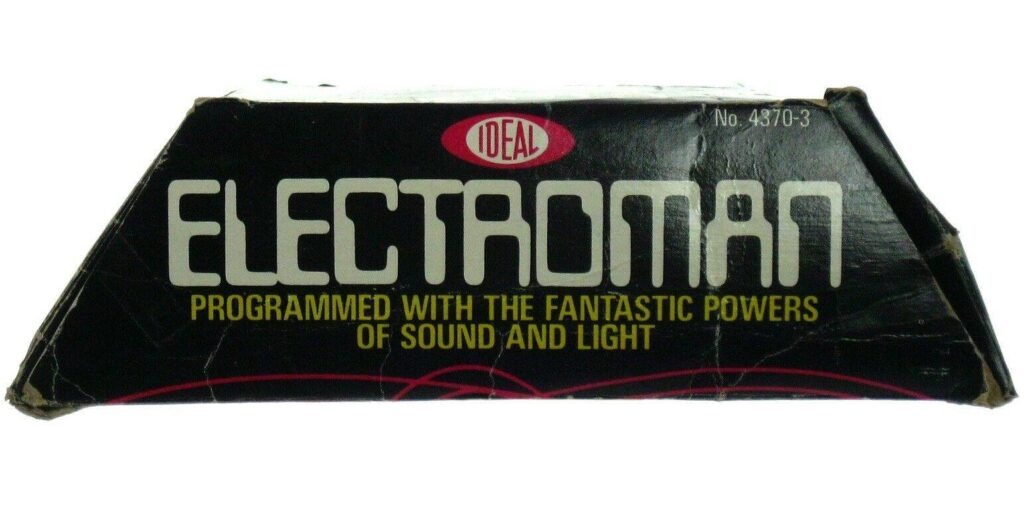 IDEAL
No. 4370-3
ELECTROMAN
PROGRAMMED WITH THE FANTASTIC POWERS
OF SOUND AND LIGHT